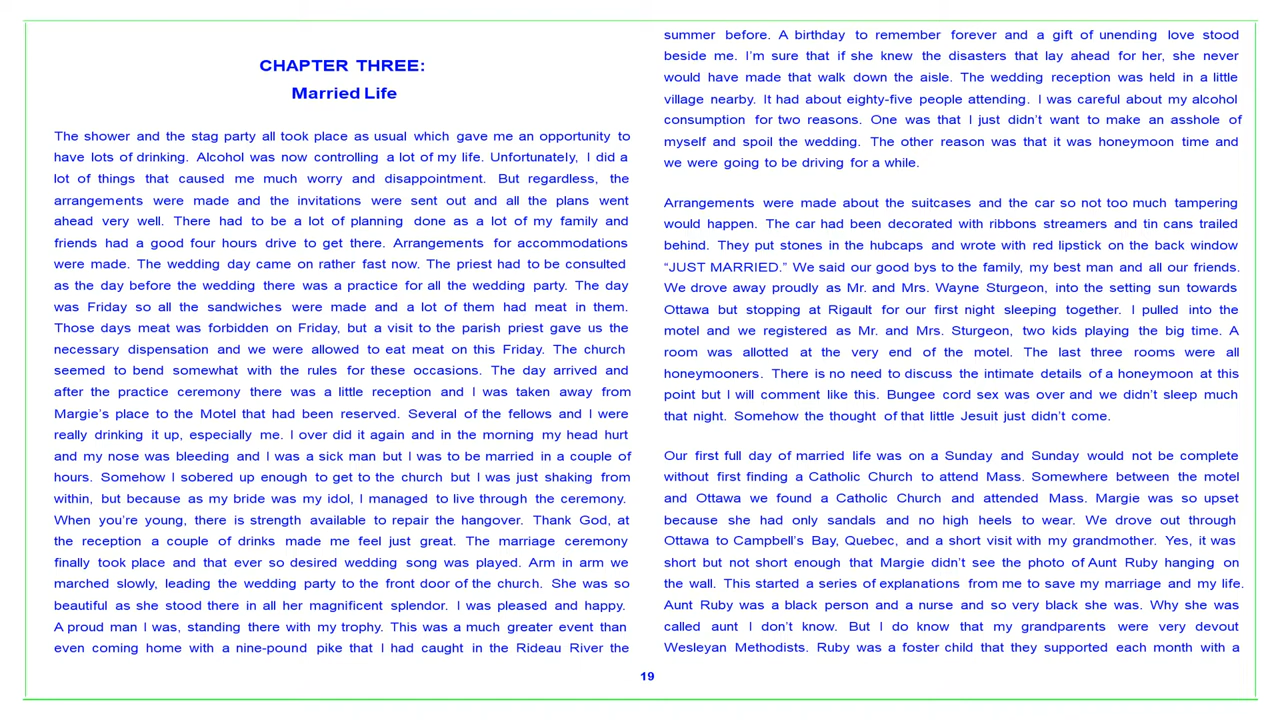 CHAPTER THREE:
Married Life
The shower and the stag party all took place as usual which gave me an opportunity to
have lots of drinking. Alcohol was now controlling a lot of my life. Unfortunately, I did a
lot of things that caused me much worry and disappointment. But regardless, the
arrangements were made and the invitations were sent out and all the plans went
ahead very well. There had to be a lot of planning done as a lot of my family and
friends had a good four hours drive to get there. Arrangements for accommodations
were made. The wedding day came on rather fast now. The priest had to be consulted
as the day before the wedding there was a practice for all the wedding party. The day
was Friday so all the sandwiches were made and a lot of them had meat in them.
Those days meat was forbidden on Friday, but a visit to the parish priest gave us the
necessary dispensation and we were allowed to eat meat on this Friday. The church
seemed to bend somewhat with the rules for these occasions. The day arrived and
after the practice ceremony there was a little reception and I was taken away from
Margie's place to the Motel that had been reserved. Several of the fellows and I were
really drinking it up, especially me. I over did it again and in the morning my head hurt
and my nose was bleeding and I was a sick man but I was to be married in a couple of
hours. Somehow I sobered up enough to get to the church but I was just shaking from
within, but because as my bride was my idol, I managed to live through the ceremony.
When you're young, there is strength available to repair the hangover. Thank God, at
the reception a couple of drinks made me feel just great. The marriage ceremony
finally took place and that ever so desired wedding song was played. Arm in arm we
marched slowly, leading the wedding party to the front door of the church. She was so
beautiful as she stood there in all her magnificent splendor. I was pleased and happy.
A proud man I was, standing there with my trophy. This was a much greater event than
even coming home with a nine-pound pike that I had caught in the Rideau River the
summer before. A birthday to remember forever and a gift of unending love stood
beside me. I'm sure that if she knew the disasters that lay ahead for her, she never
would have made that walk down the aisle. The wedding reception was held in a little
village nearby. It had about eighty-five people attending. I was careful about my alcohol
consumption for two reasons. One was that I just didn't want to make an asshole of
myself and spoil the wedding. The other reason was that it was honeymoon time and
we were going to be driving for a while.
Arrangements were made about the suitcases and the car so not too much tampering
would happen. The car had been decorated with ribbons streamers and tin cans trailed
behind. They put stones in the hubcaps and wrote with red lipstick on the back window
“JUST MARRIED.” We said our good bys to the family, my best man and all our friends.
We drove away proudly as Mr. and Mrs. Wayne Sturgeon, into the setting sun towards
Ottawa but stopping at Rigault for our first night sleeping together. I pulled into the
motel and we registered as Mr. and Mrs. Sturgeon, two kids playing the big time. A
room was allotted at the very end of the motel. The last three rooms were all
honeymooners. There is no need to discuss the intimate details of a honeymoon at this
point but I will comment like this. Bungee cord sex was over and we didn't sleep much
that night. Somehow the thought of that little Jesuit just didn't come.
Our first full day of married life was on a Sunday and Sunday would not be complete
without first finding a Catholic Church to attend Mass. Somewhere between the motel
and Ottawa we found a Catholic Church and attended Mass. Margie was so upset
because she had only sandals and no high heels to wear. We drove out through
Ottawa to Campbell's Bay, Quebec, and a short visit with my grandmother. Yes, it was
short but not short enough that Margie didn't see the photo of Aunt Ruby hanging on
the wall. This started a series of explanations from me to save my marriage and my life.
Aunt Ruby was a black person and a nurse and so very black she was. Why she was
called aunt I don't know. But I do know that my grandparents were very devout
Wesleyan Methodists. Ruby was a foster child that they supported each month with a
19